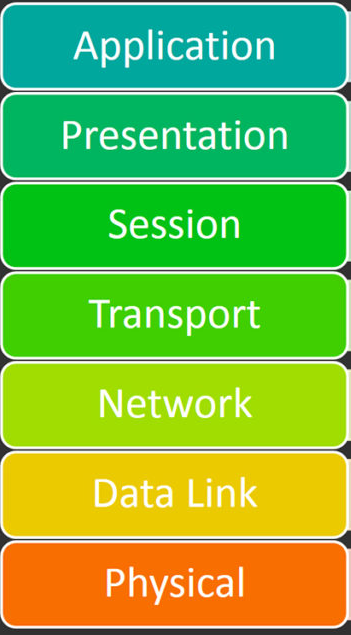 Application
Presentation
Session
Transport
Network
Data Link
Physical